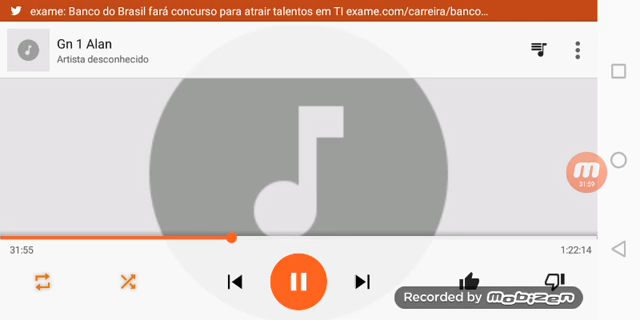 exame: Banco do Brasil fará concurso para atrair talentos em TI exame.com/carreira/banco...
Gn 1 Alan
Artista desconhecido
31:59
31:55
1:22:14
Recorded by mobizen